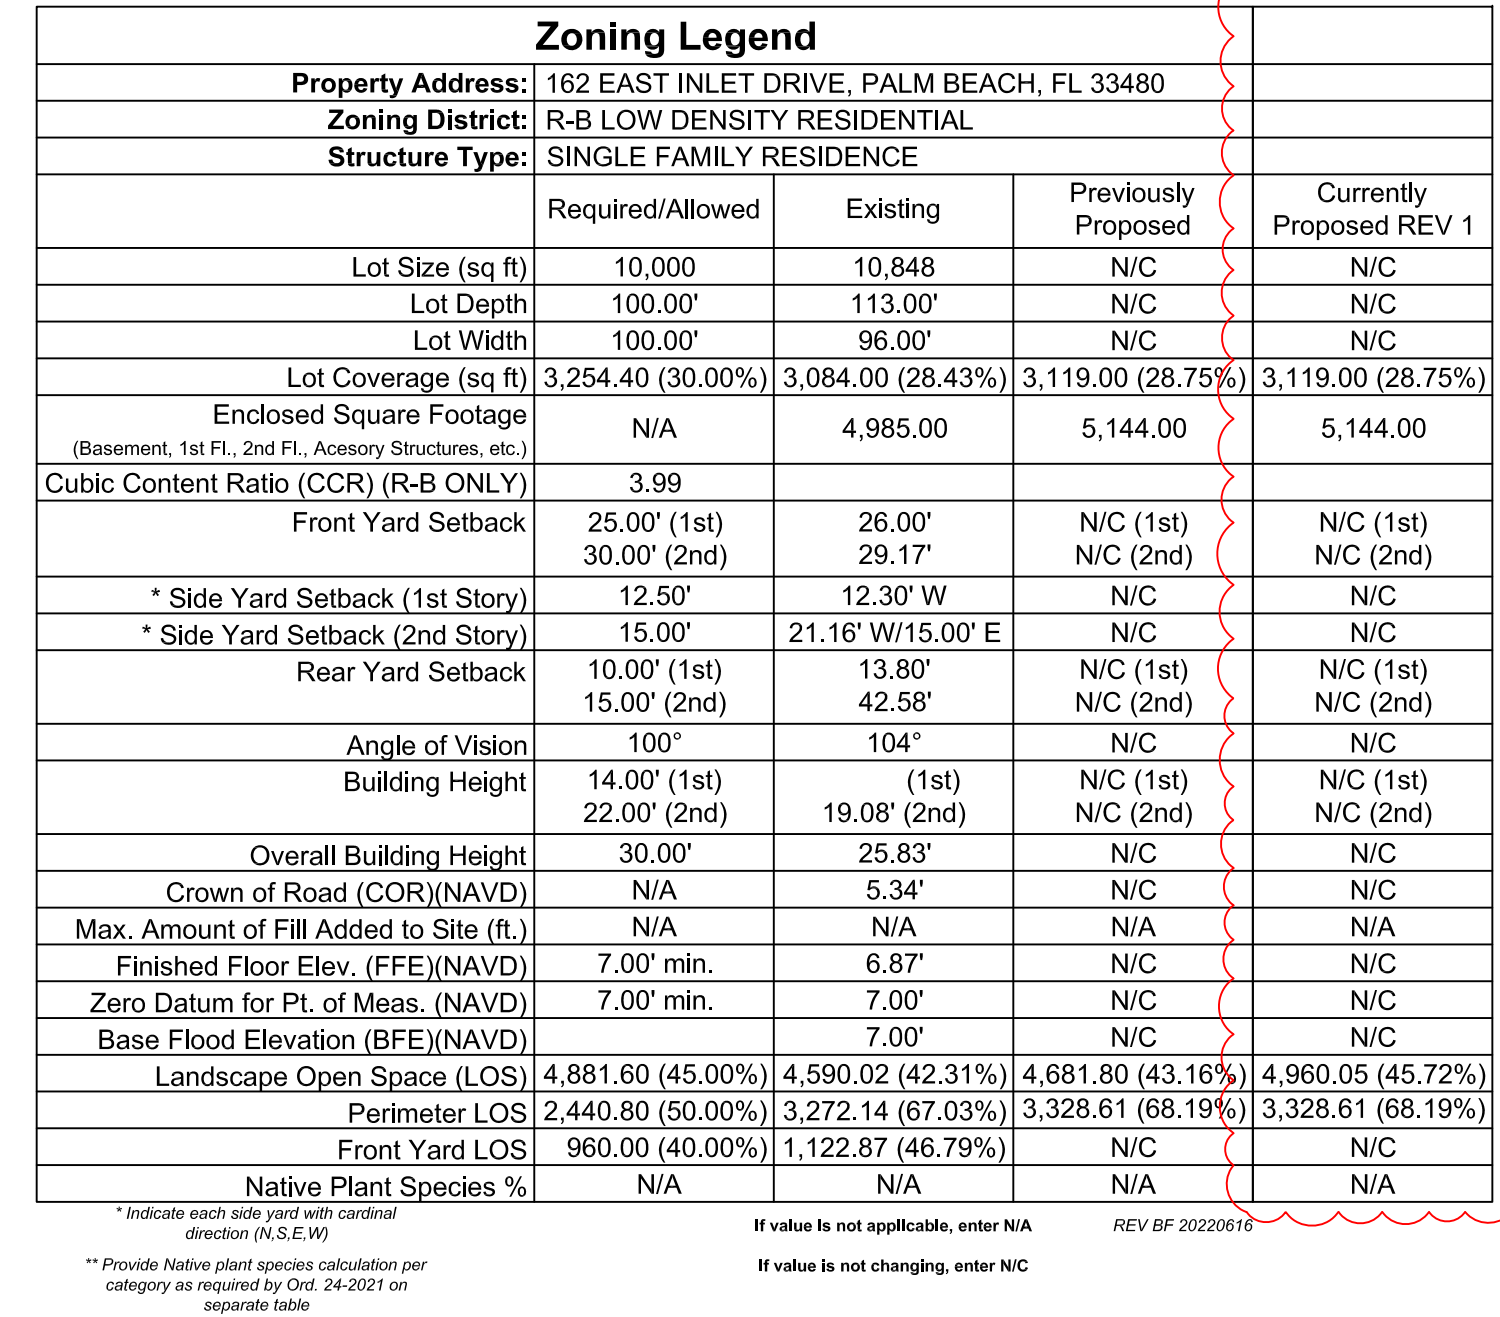 Zoning Legend
Property Address: 162 EAST INLET DRIVE, PALM BEACH, FL 33480
Zoning District: R-B LOW DENSITY RESIDENTIAL
Structure Type: SINGLE FAMILY RESIDENCE
Required/Allowed Existing Previously Proposed Currently Proposed REV 1
Lot Size (sq ft) 10,000 10,848 N/C N/C
Lot Depth 100.00' 113.00' N/C N/C
Lot Width 100.00' 96.00' N/C N/C
Lot Coverage (sq ft) 3,254.40 (30.00%) 3,084.00 (28.43%) 3,119.00 (28.75%) 3,119.00 (28.75%)
Enclosed Square Footage
(Basement, 1st Fl., 2nd Fl., Acesory Structures, etc.) N/A 4,985.00 5,144.00 5,144.00
Cubic Content Ratio (CCR) (R-B ONLY) 3.99
Front Yard Setback 25.00' (1st) 26.00' N/C (1st) N/C (1st)
30.00' (2nd) 29.17' N/C (2nd) N/C (2nd)
* Side Yard Setback (1st Story) 12.50' 12.30' W N/C N/C
* Side Yard Setback (2nd Story) 15.00' 21.16' W/15.00' E N/C N/C
Rear Yard Setback 10.00' (1st) 13.80' N/C (1st) N/C (1st)
15.00' (2nd) 42.58' N/C (2nd) N/C (2nd)
Angle of Vision 100° 104° N/C N/C
Building Height 14.00' (1st) (1st) N/C (1st) N/C (1st)
22.00' (2nd) 19.08' (2nd) N/C (2nd) N/C (2nd)
Overall Building Height 30.00' 25.83' N/C N/C
Crown of Road (COR)(NAVD) N/A 5.34' N/C N/C
Max. Amount of Fill Added to Site (ft.) N/A N/A N/A N/A
Finished Floor Elev. (FFE)(NAVD) 7.00' min. 6.87' N/C N/C
Zero Datum for Pt. of Meas. (NAVD) 7.00' min. 7.00' N/C N/C
Base Flood Elevation (BFE)(NAVD) 7.00' N/C N/C
Landscape Open Space (LOS) 4,881.60 (45.00%) 4,590.02 (42.31%) 4,681.80 (43.16%) 4,960.05 (45.72%)
Perimeter LOS 2,440.80 (50.00%) 3,272.14 (67.03%) 3,328.61 (68.19%) 3,328.61 (68.19%)
Front Yard LOS 960.00 (40.00%) 1,122.87 (46.79%) N/C N/C
Native Plant Species % N/A N/A N/A N/A
* Indicate each side yard with cardinal
direction (N,S,E,W)
If value is not applicable, enter N/A REV BF 20220616
** Provide Native plant species calculation per
category as required by Ord. 24-2021 on
separate table
If value is not changing, enter N/C